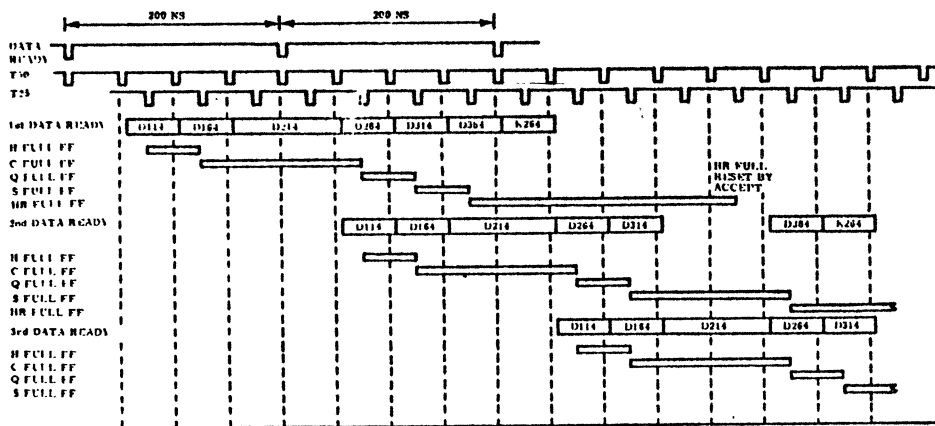 200 NS 200 NS
DATA READY
T50
T25
1st DATA READY D114 D164 D214 D264 D314 D364 K264
H FULL FF
C FULL FF
Q FULL FF
S FULL FF
HR FULL FF
HR FULL RESET BY ACCEPT
2nd DATA READY D114 D164 D214 D264 D314 D364 K264
H FULL FF
C FULL FF
Q FULL FF
S FULL FF
HR FULL FF
3rd DATA READY D114 D164 D214 D264 D314
H FULL FF
C FULL FF
Q FULL FF
S FULL FF